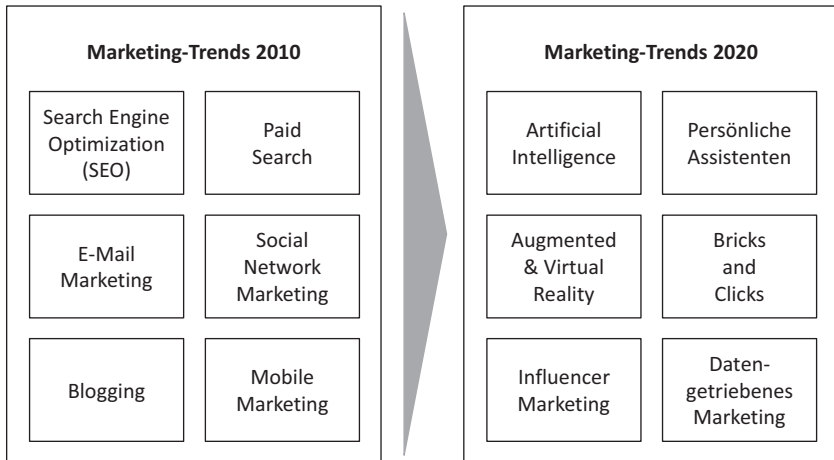 Marketing-Trends 2010
Search Engine
Optimization
(SEO)
Paid
Search
E-Mail
Marketing
Social
Network
Marketing
Blogging
Mobile
Marketing
Marketing-Trends 2020
Artificial
Intelligence
Persönliche
Assistenten
Augmented
& Virtual
Reality
Bricks
and
Clicks
Influencer
Marketing
Daten-
getriebenes
Marketing